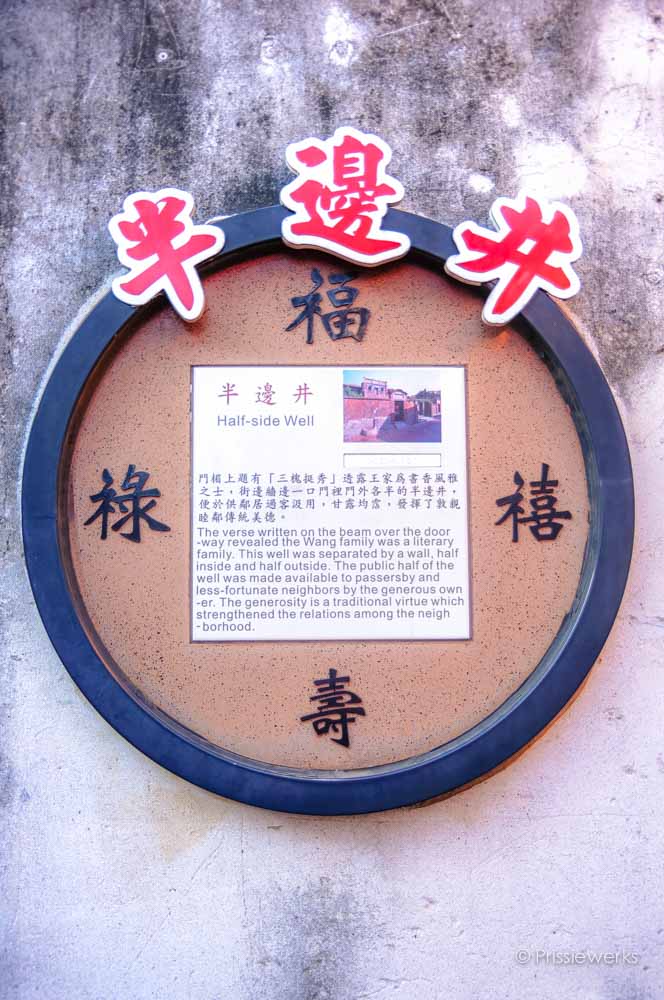 半邊井
福
祿
禧
壽
半邊井
Half-side Well
門楣上題有「三槐挺秀」透露王家為書香風雅
之士，街邊牆邊一口門裡門外各半的半邊井，
便於供鄰居過客汲用，甘露均霑，發揮了敦親
睦鄰傳統美德。
The verse written on the beam over the door
-way revealed the Wang family was a literary
family. This well was separated by a wall, half
inside and half outside. The public half of the
well was made available to passersby and
less-fortunate neighbors by the generous own
-er. The generosity is a traditional virtue which
strengthened the relations among the neigh
-borhood.
© Prissiewerks